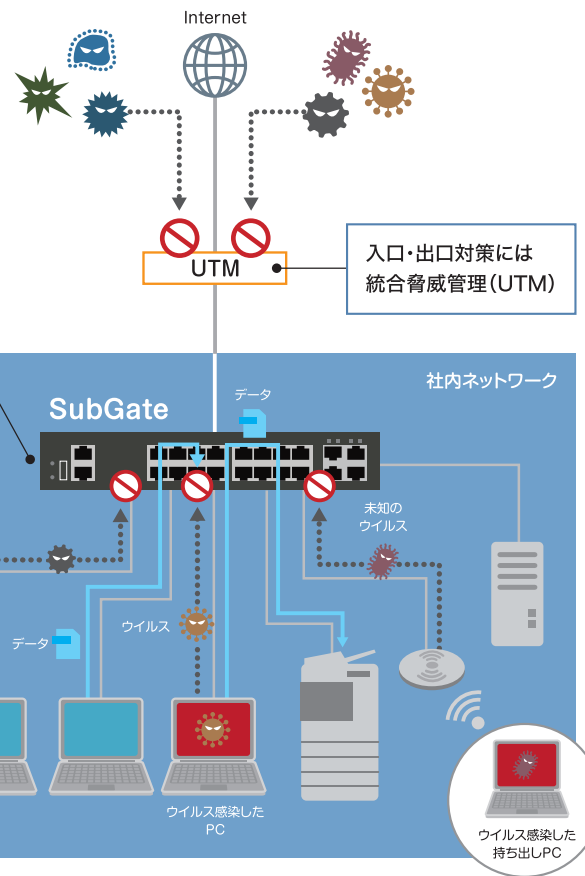 Internet
UTM
入口・出口対策には
統合脅威管理(UTM)
社内ネットワーク
データ
SubGate
未知の
ウイルス
ウイルス
データ
ウイルス感染した
PC
ウイルス感染した
持ち出しPC